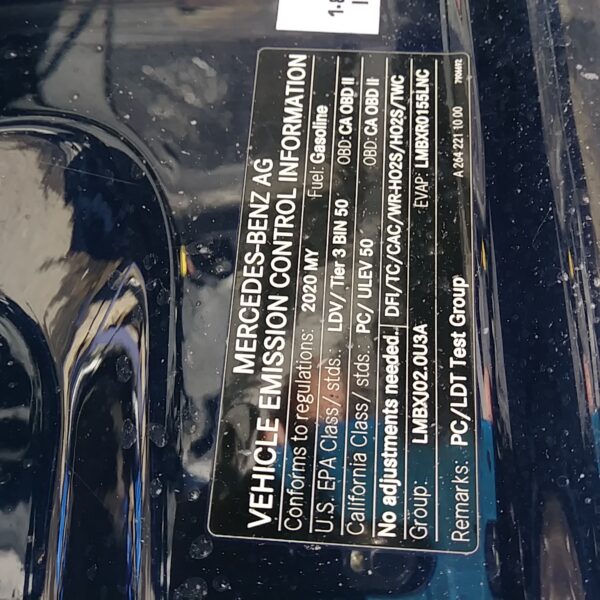 MERCEDES-BENZ AG
VEHICLE EMISSION CONTROL INFORMATION
Conforms to regulations: 2020 MY Fuel: Gasoline
U.S. EPA Class/ stds.: LDV/ Tier 3 BIN 50 OBD: CA OBD II
California Class / stds.: PC/ ULEV 50 OBD: CA OBD II
No adjustments needed. DFI/TC/CAC/WR-HO2S/HO2S/TWC
Group: LMBXJ02.0U3A EVAP: LMBXR0155LNC
Remarks: PC/LDT Test Group A 264 221 10 00